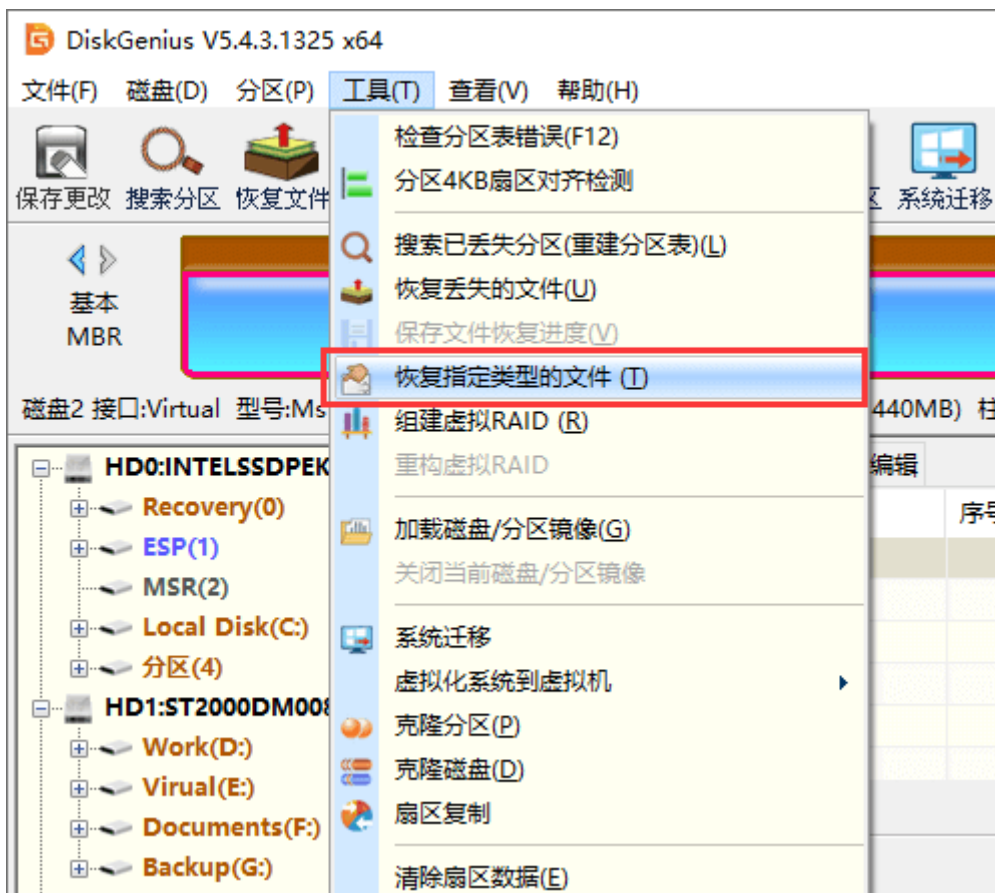 DiskGenius V5.4.3.1325 x64
文件(F) 磁盘(D) 分区(P) 工具(T) 查看(V) 帮助(H)
保存更改 搜索分区 恢复文件 系统迁移
基本
MBR
磁盘2 接口:Virtual 型号:Ms
440MB)
检查分区表错误(F12)
分区4KB扇区对齐检测
搜索已丢失分区(重建分区表)(L)
恢复丢失的文件(U)
保存文件恢复进度(V)
恢复指定类型的文件 (T)
组建虚拟RAID (R)
重构虚拟RAID
加载磁盘/分区镜像(G)
关闭当前磁盘/分区镜像
系统迁移
虚拟化系统到虚拟机
克隆分区(P)
克隆磁盘(D)
扇区复制
清除扇区数据(E)
编辑
序号
HD0:INTELSSDPEK
Recovery(0)
ESP(1)
MSR(2)
Local Disk(C:)
分区(4)
HD1:ST2000DM008
Work(D:)
Virual(E:)
Documents(F:)
Backup(G:)